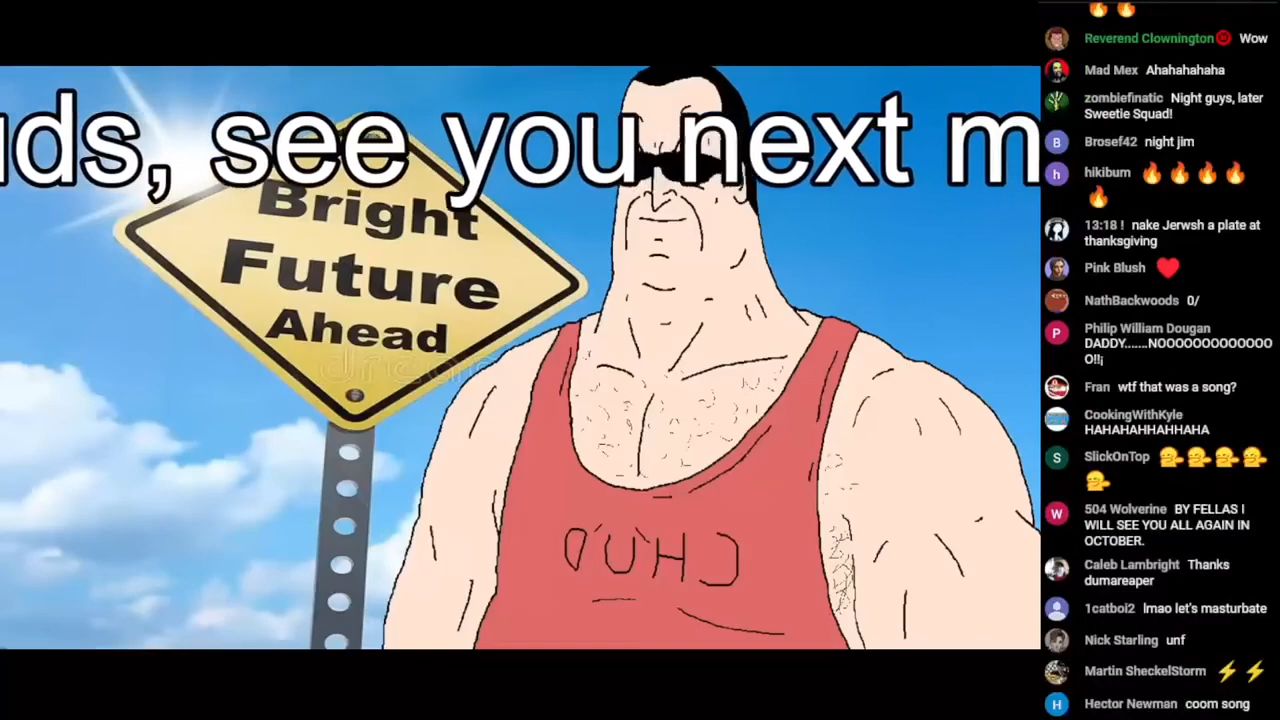 uds, see you next m
Bright
Future
Ahead
dreams
CHUD
Reverend Clownington Wow
Mad Mex Ahahahahaha
zombiefinatic Night guys, later
Sweetie Squad!
B Brosef42 night jim
h hikibum 🔥🔥🔥🔥
🔥
13:18 ! nake Jerwsh a plate at
thanksgiving
Pink Blush ❤️
NathBackwoods 0/
P Philip William Dougan
DADDY.......NOOOOOOOOOOOOO
O!!¡
Fran wtf that was a song?
CookingWithKyle
HAHAHAHHAHHAHA
S SlickOnTop
W 504 Wolverine BY FELLAS I
WILL SEE YOU ALL AGAIN IN
OCTOBER.
Caleb Lambright Thanks
dumareaper
1catboi2 lmao let's masturbate
Nick Starling unf
Martin SheckelStorm ⚡⚡
H Hector Newman coom song